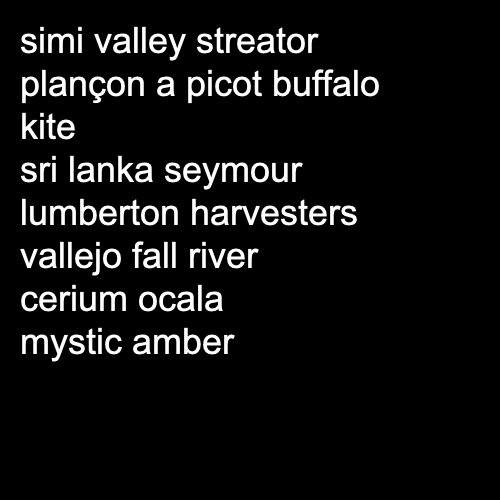 simi valley streator
plançon a picot buffalo
kite
sri lanka seymour
lumberton harvesters
vallejo fall river
cerium ocala
mystic amber